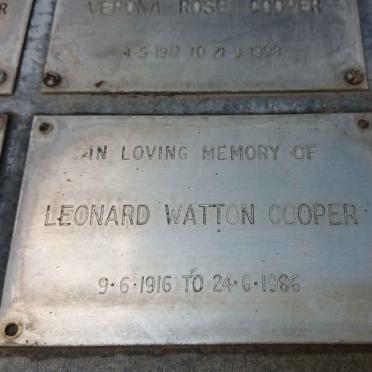 VERONA ROSE COOPER
4·5·1917 TO 21·9·1998
IN LOVING MEMORY OF
LEONARD WATTON COOPER
9·6·1916 TO 24·6·1986